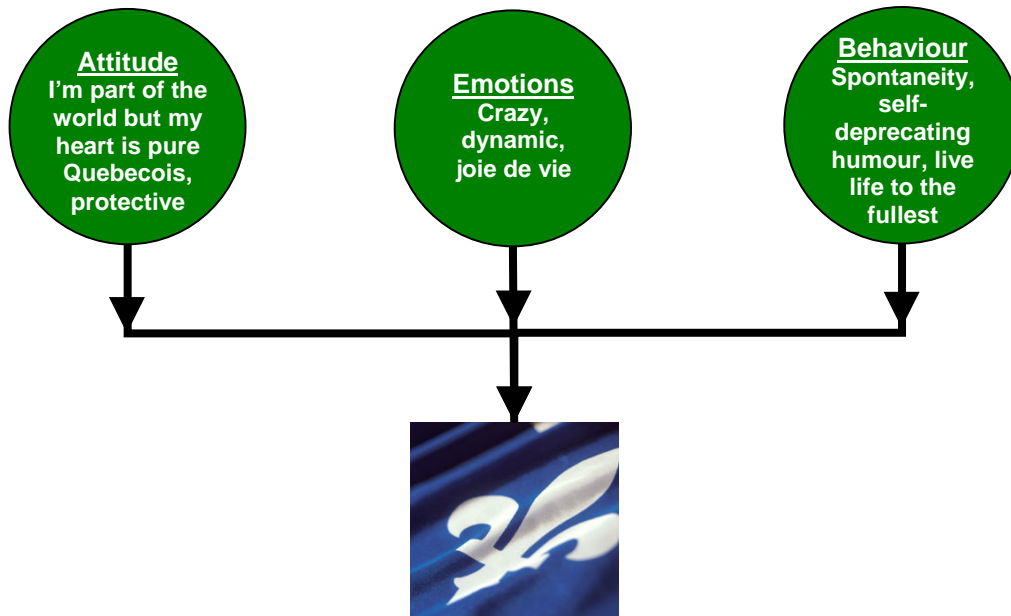 Attitude
I’m part of the
world but my
heart is pure
Quebecois,
protective
Emotions
Crazy,
dynamic,
joie de vie
Behaviour
Spontaneity,
self-
deprecating
humour, live
life to the
fullest